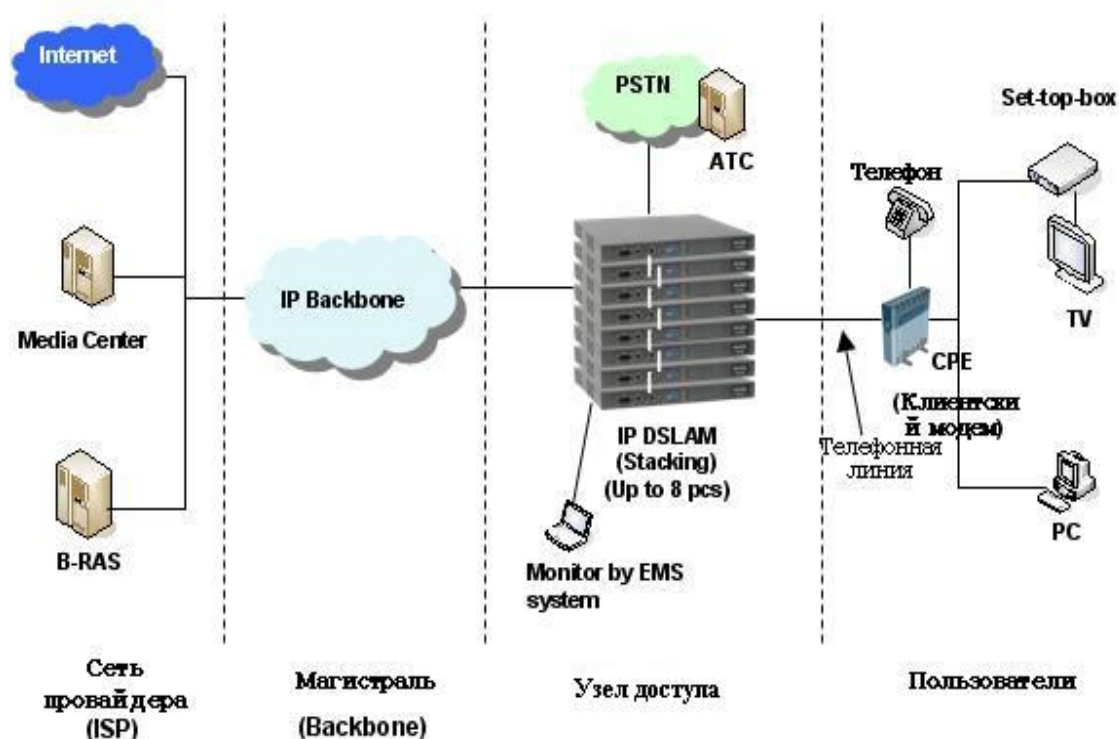 Internet
PSTN
ATC
Set-top-box
Телефон
Media Center
IP Backbone
TV
CPE
(Клиентски
й модем)
Телефонная
линия
IP DSLAM
(Stacking)
(Up to 8 pcs)
B-RAS
Monitor by EMS
system
PC
Сеть
провайдера
(ISP)
Магистраль
(Backbone)
Узел доступа
Пользователи